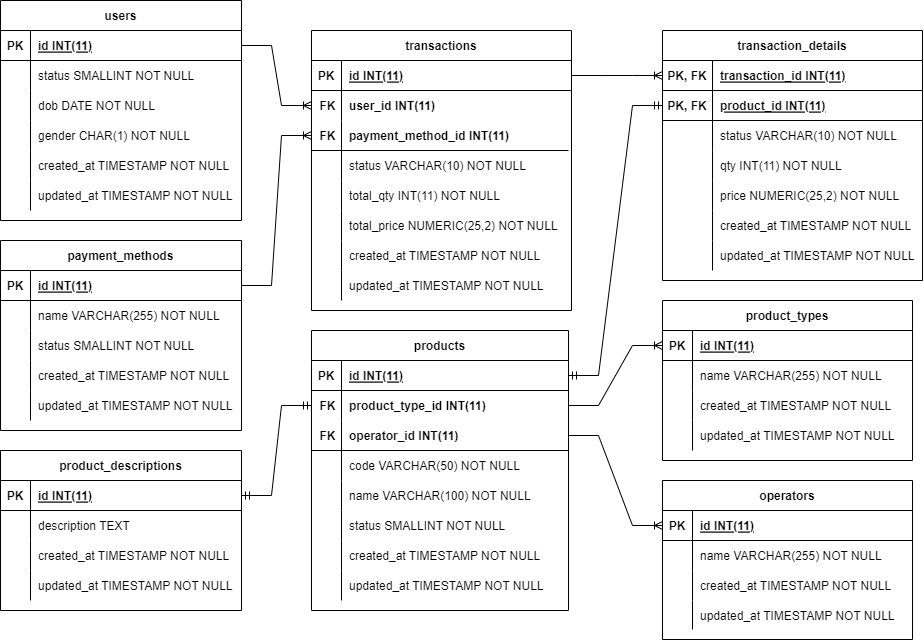 users
PK id INT(11)
status SMALLINT NOT NULL
dob DATE NOT NULL
gender CHAR(1) NOT NULL
created_at TIMESTAMP NOT NULL
updated_at TIMESTAMP NOT NULL
payment_methods
PK id INT(11)
name VARCHAR(255) NOT NULL
status SMALLINT NOT NULL
created_at TIMESTAMP NOT NULL
updated_at TIMESTAMP NOT NULL
product_descriptions
PK id INT(11)
description TEXT
created_at TIMESTAMP NOT NULL
updated_at TIMESTAMP NOT NULL
transactions
PK id INT(11)
FK user_id INT(11)
FK payment_method_id INT(11)
status VARCHAR(10) NOT NULL
total_qty INT(11) NOT NULL
total_price NUMERIC(25,2) NOT NULL
created_at TIMESTAMP NOT NULL
updated_at TIMESTAMP NOT NULL
products
PK id INT(11)
FK product_type_id INT(11)
FK operator_id INT(11)
code VARCHAR(50) NOT NULL
name VARCHAR(100) NOT NULL
status SMALLINT NOT NULL
created_at TIMESTAMP NOT NULL
updated_at TIMESTAMP NOT NULL
transaction_details
PK, FK transaction_id INT(11)
PK, FK product_id INT(11)
status VARCHAR(10) NOT NULL
qty INT(11) NOT NULL
price NUMERIC(25,2) NOT NULL
created_at TIMESTAMP NOT NULL
updated_at TIMESTAMP NOT NULL
product_types
PK id INT(11)
name VARCHAR(255) NOT NULL
created_at TIMESTAMP NOT NULL
updated_at TIMESTAMP NOT NULL
operators
PK id INT(11)
name VARCHAR(255) NOT NULL
created_at TIMESTAMP NOT NULL
updated_at TIMESTAMP NOT NULL